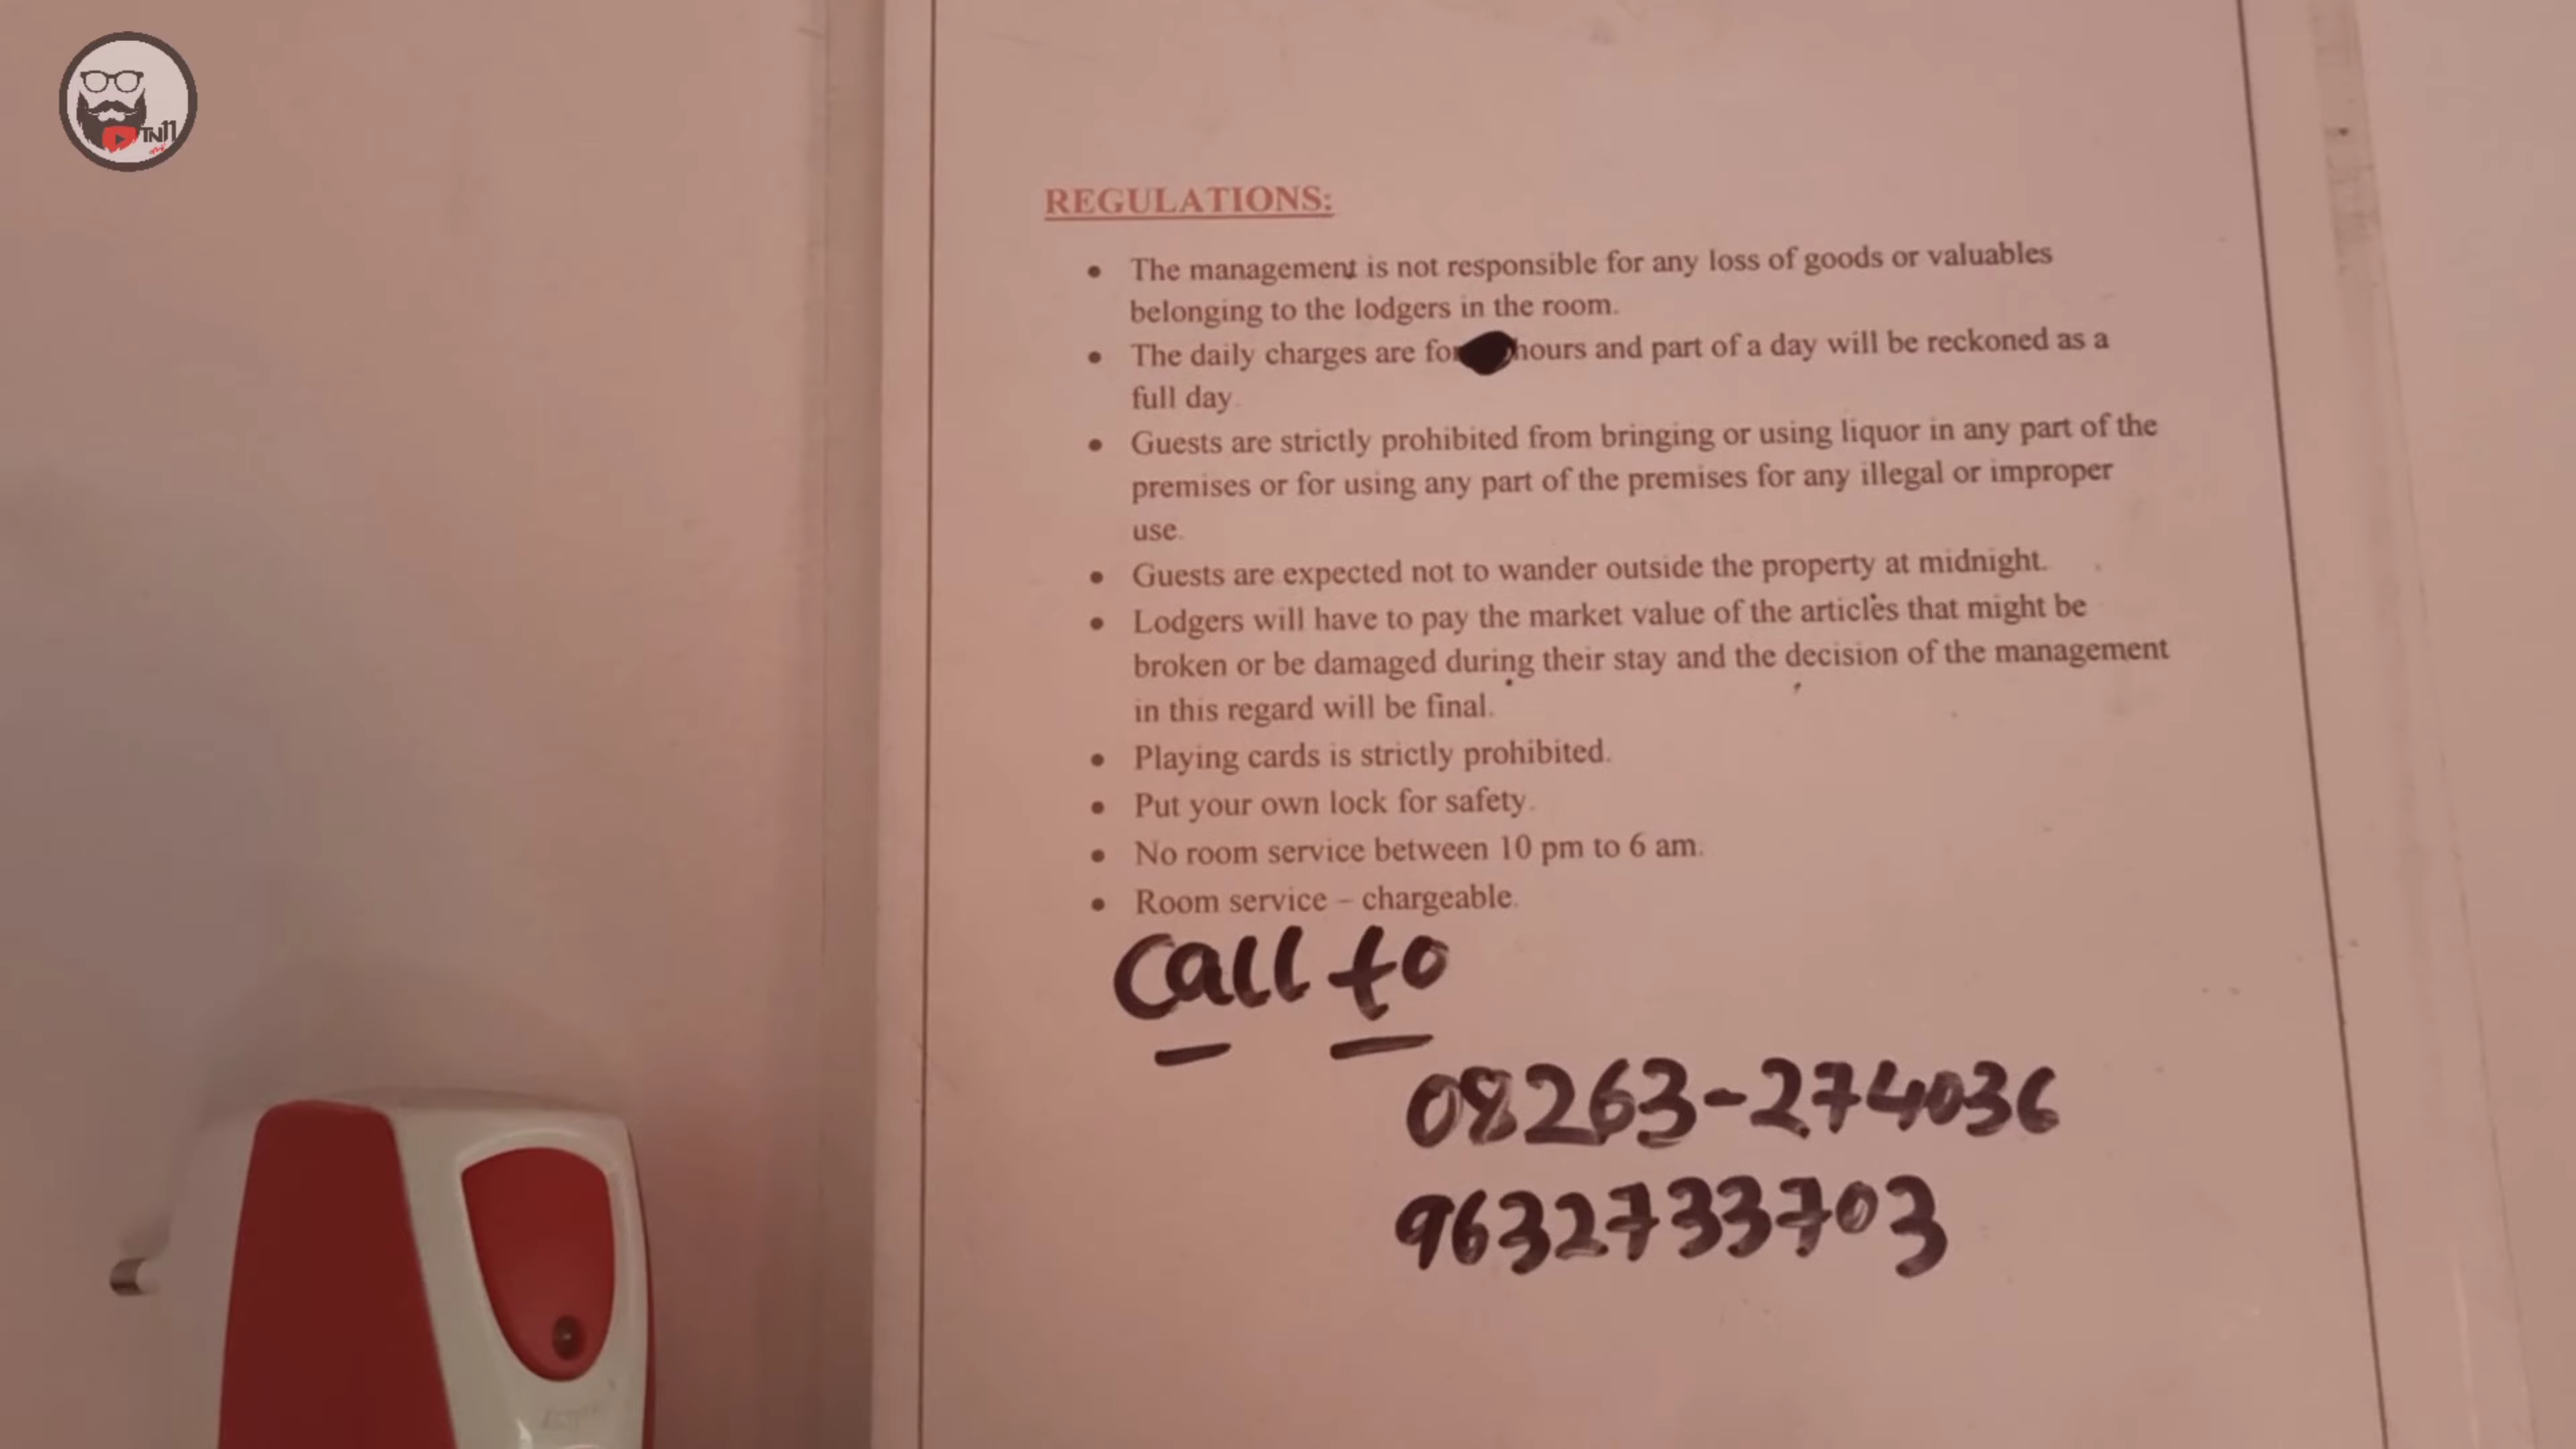 TN11
REGULATIONS:
• The management is not responsible for any loss of goods or valuables
belonging to the lodgers in the room.
• The daily charges are for hours and part of a day will be reckoned as a
full day.
• Guests are strictly prohibited from bringing or using liquor in any part of the
premises or for using any part of the premises for any illegal or improper
use.
• Guests are expected not to wander outside the property at midnight.
• Lodgers will have to pay the market value of the articles that might be
broken or be damaged during their stay and the decision of the management
in this regard will be final.
• Playing cards is strictly prohibited.
• Put your own lock for safety.
• No room service between 10 pm to 6 am.
• Room service – chargeable.
Call to
08263-274036
9632733703